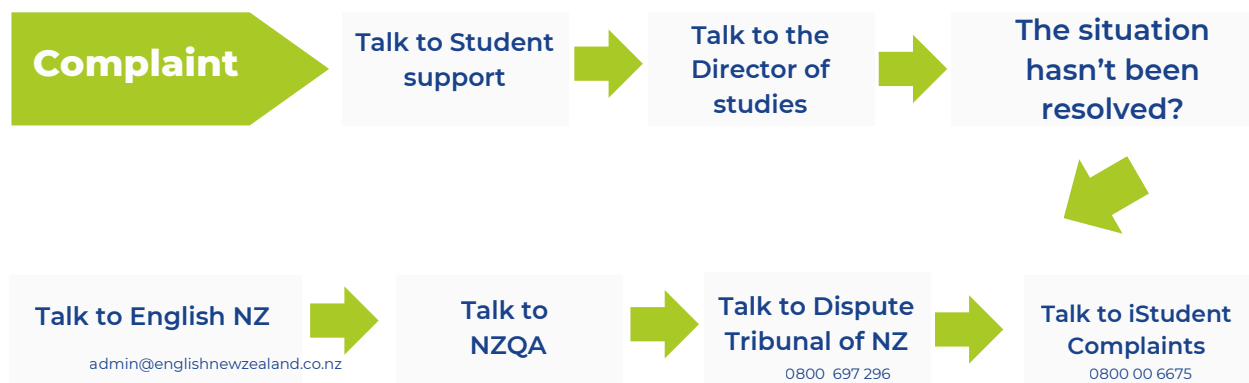 Complaint
Talk to Student
support
Talk to the
Director of
studies
The situation
hasn't been
resolved?
Talk to English NZ
admin@englishnewzealand.co.nz
Talk to
NZQA
Talk to Dispute
Tribunal of NZ
0800 697 296
Talk to iStudent
Complaints
0800 00 6675